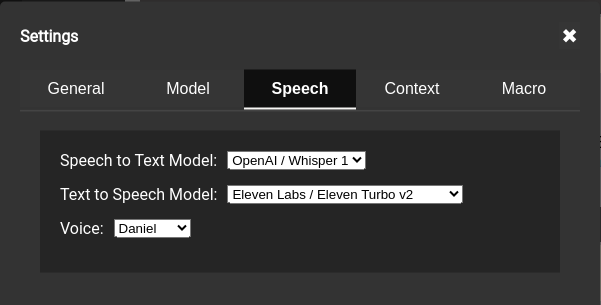 Settings ✖
General Model Speech Context Macro
Speech to Text Model: OpenAI / Whisper 1
Text to Speech Model: Eleven Labs / Eleven Turbo v2
Voice: Daniel